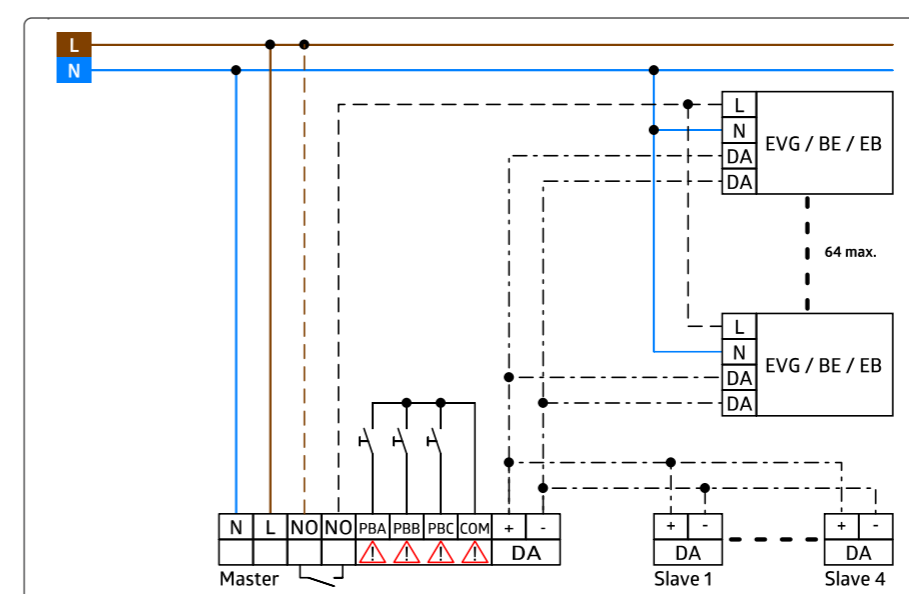 L
N
L
N
DA
DA
EVG / BE / EB
64 max.
L
N
DA
DA
EVG / BE / EB
N L NO NO PBA PBB PBC COM + -
DA
Master
+ -
DA
Slave 1
+ -
DA
Slave 4